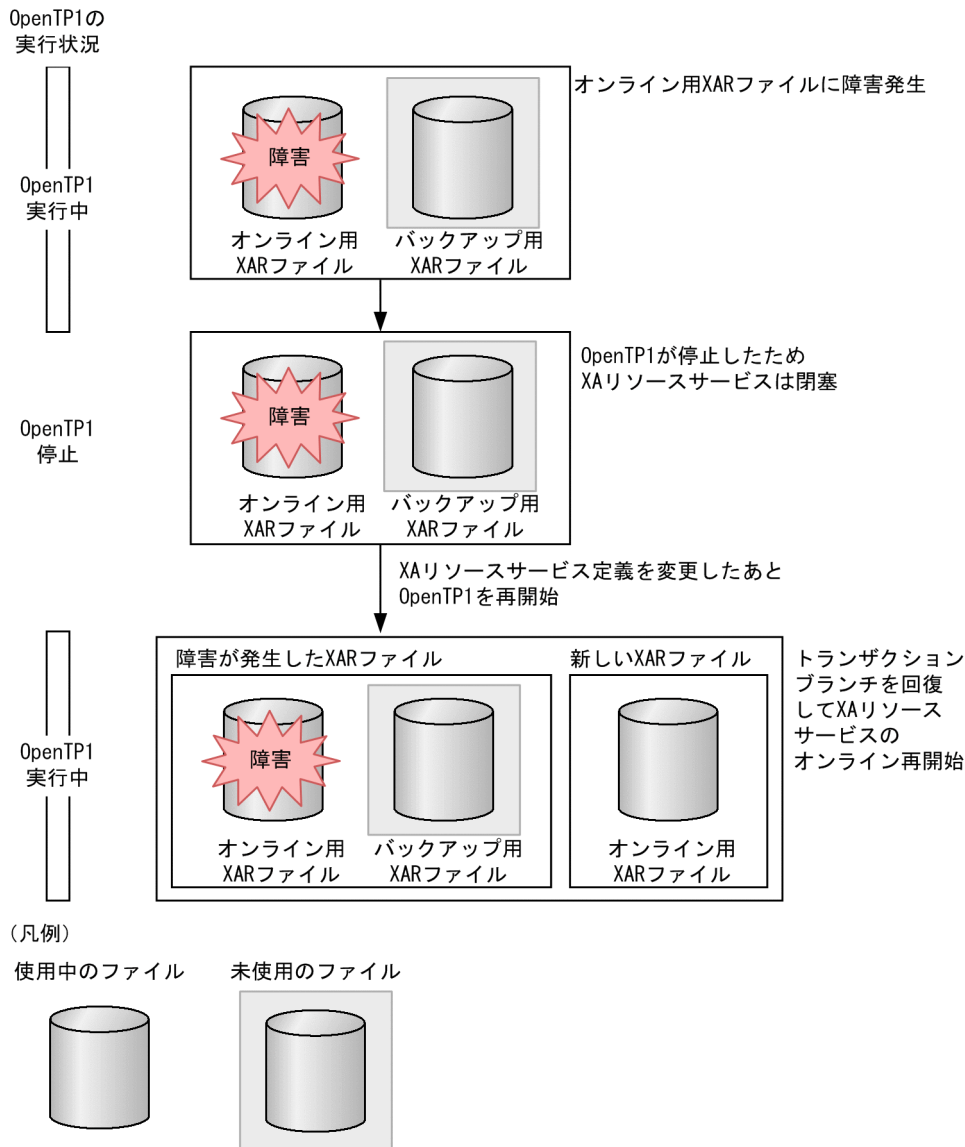 OpenTP1の
実行状況
オンライン用XARファイルに障害発生
障害
OpenTP1
実行中
オンライン用
XARファイル
バックアップ用
XARファイル
OpenTP1が停止したため
XAリソースサービスは閉塞
障害
OpenTP1
停止
オンライン用
XARファイル
バックアップ用
XARファイル
XAリソースサービス定義を変更したあと
OpenTP1を再開始
障害が発生したXARファイル
新しいXARファイル
トランザクション
ブランチを回復
してXAリソース
サービスの
オンライン再開始
障害
OpenTP1
実行中
オンライン用
XARファイル
バックアップ用
XARファイル
オンライン用
XARファイル
(凡例)
使用中のファイル
未使用のファイル